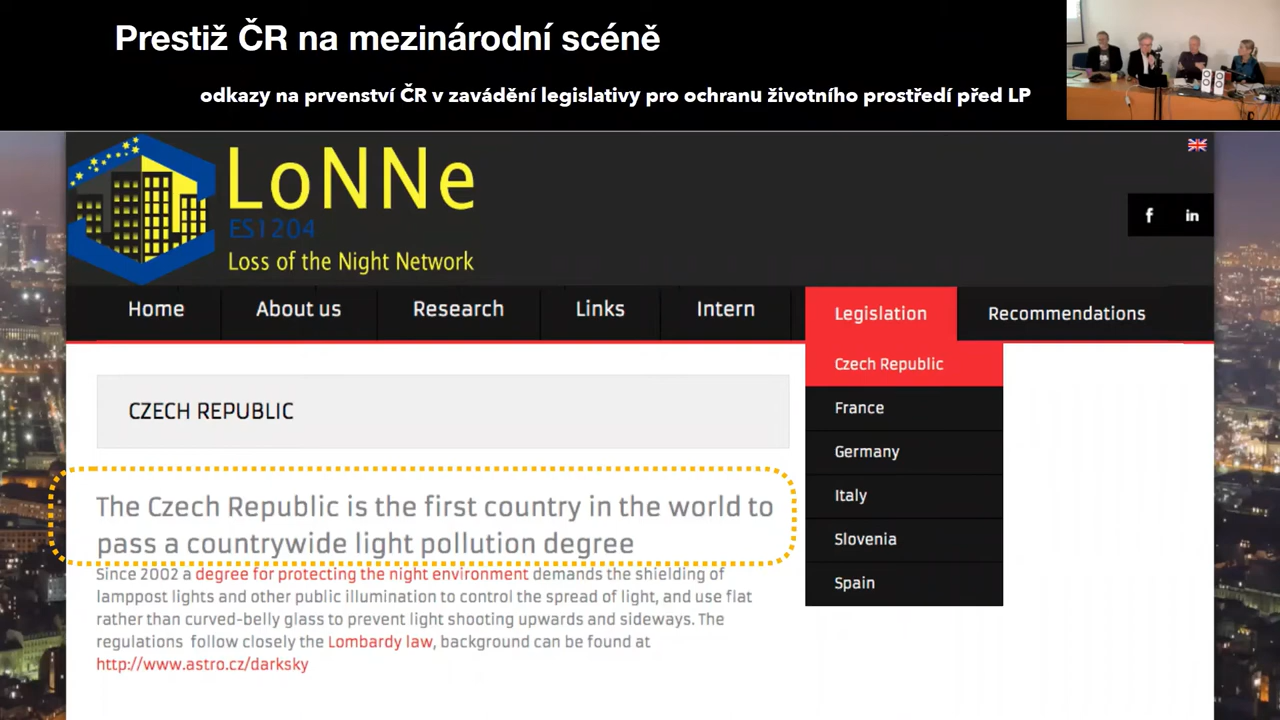 Prestiž ČR na mezinárodní scéně
odkazy na prvenství ČR v zavádění legislativy pro ochranu životního prostředí před LP
LoNNe
ES1204
Loss of the Night Network
f
in
Home
About us
Research
Links
Intern
Legislation
Recommendations
Czech Republic
France
Germany
Italy
Slovenia
Spain
CZECH REPUBLIC
The Czech Republic is the first country in the world to
pass a countrywide light pollution degree
Since 2002 a degree for protecting the night environment demands the shielding of
lamppost lights and other public illumination to control the spread of light, and use flat
rather than curved-belly glass to prevent light shooting upwards and sideways. The
regulations follow closely the Lombardy law, background can be found at
http://www.astro.cz/darksky